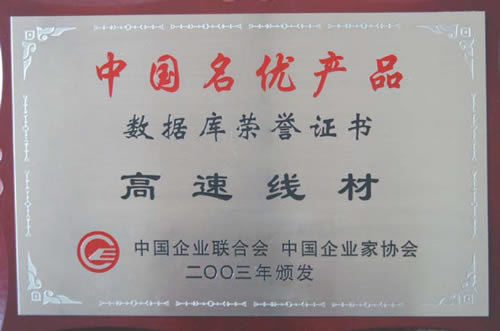 中国名优产品
数据库荣誉证书
高速线材
中国企业联合会 中国企业家协会
二〇〇三年颁发